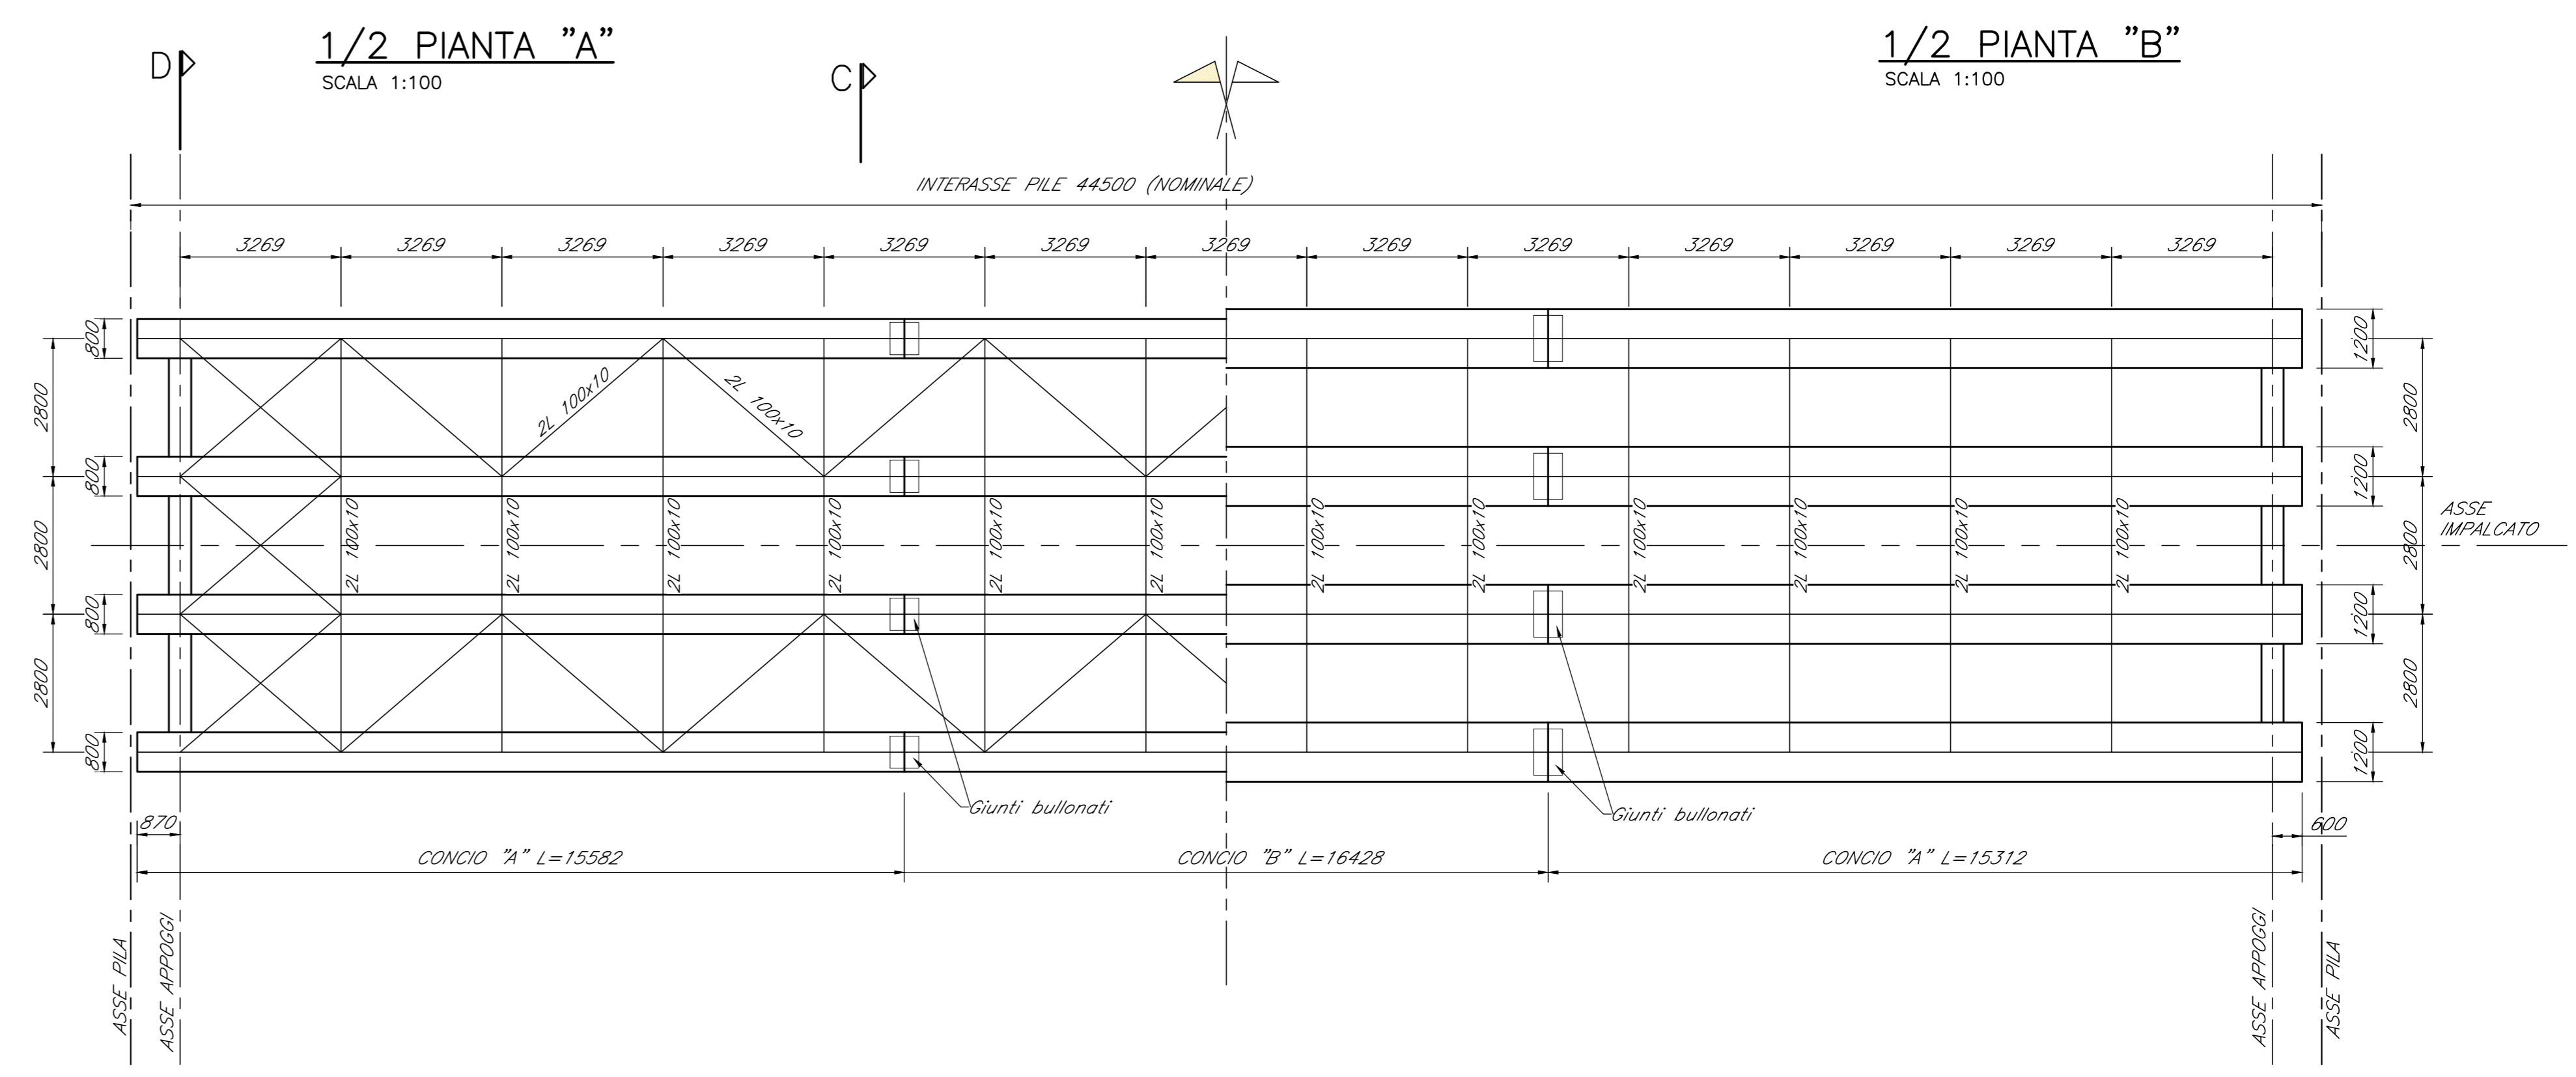 1/2 PIANTA "A"
SCALA 1:100
1/2 PIANTA "B"
SCALA 1:100
D
C
INTERASSE PILE 44500 (NOMINALE)
3269
3269
3269
3269
3269
3269
3269
3269
3269
3269
3269
3269
3269
800
800
800
800
2800
2800
2800
2L 100x10
2L 100x10
2L 100x10
2L 100x10
2L 100x10
2L 100x10
2L 100x10
2L 100x10
2L 100x10
2L 100x10
2L 100x10
2L 100x10
2L 100x10
2L 100x10
1200
1200
1200
1200
2800
2800
2800
ASSE
IMPALCATO
Giunti bullonati
Giunti bullonati
870
600
CONCIO "A" L=15582
CONCIO "B" L=16428
CONCIO "A" L=15312
ASSE PILA
ASSE APPOGGI
ASSE APPOGGI
ASSE PILA